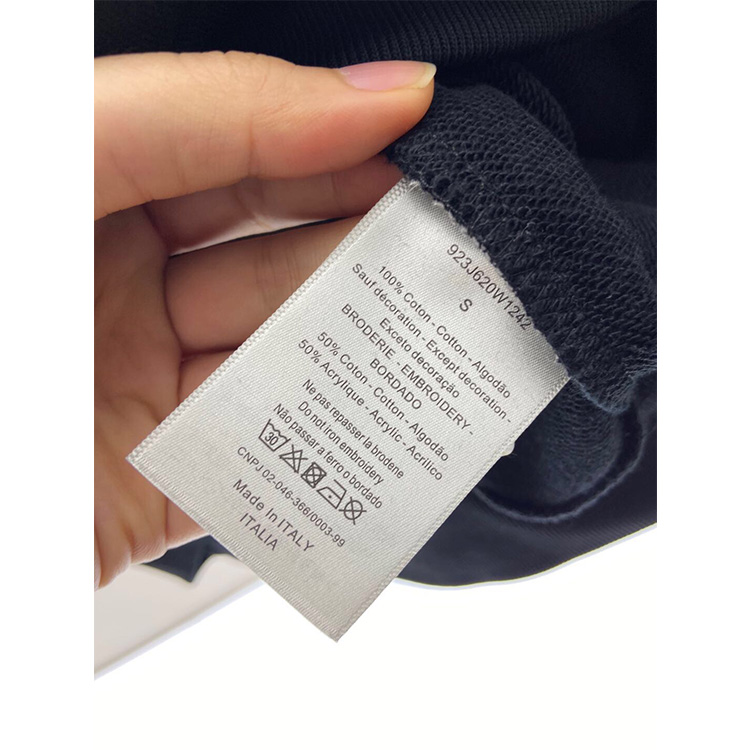 923J620W1242
S
100% Coton - Cotton - Algodão
Sauf décoration - Except decoration -
Exceto decoração
BRODERIE - EMBROIDERY -
BORDADO
50% Coton - Cotton - Algodão
50% Acrylique - Acrylic - Acrílico
Ne pas repasser la brodene
Do not iron embroidery
Não passar a ferro o bordado
30
CNPJ 02-046-366/0003-99
Made In ITALY
ITALIA